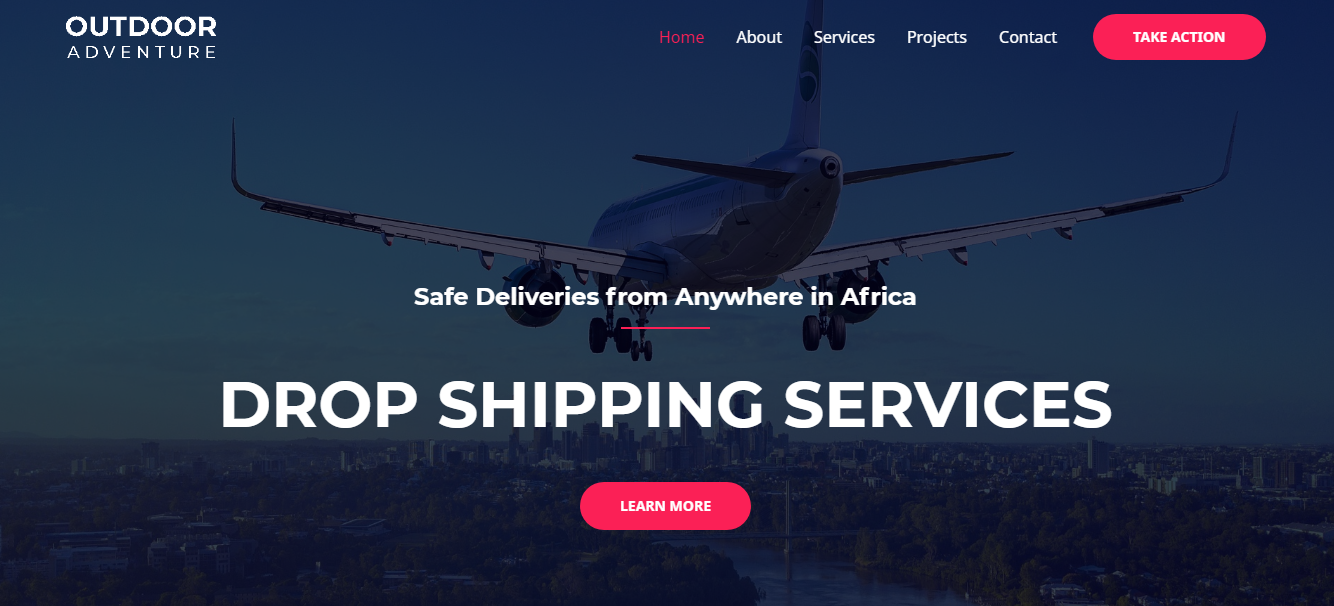 OUTDOOR
ADVENTURE
Home About Services Projects Contact TAKE ACTION
Safe Deliveries from Anywhere in Africa
DROP SHIPPING SERVICES
LEARN MORE